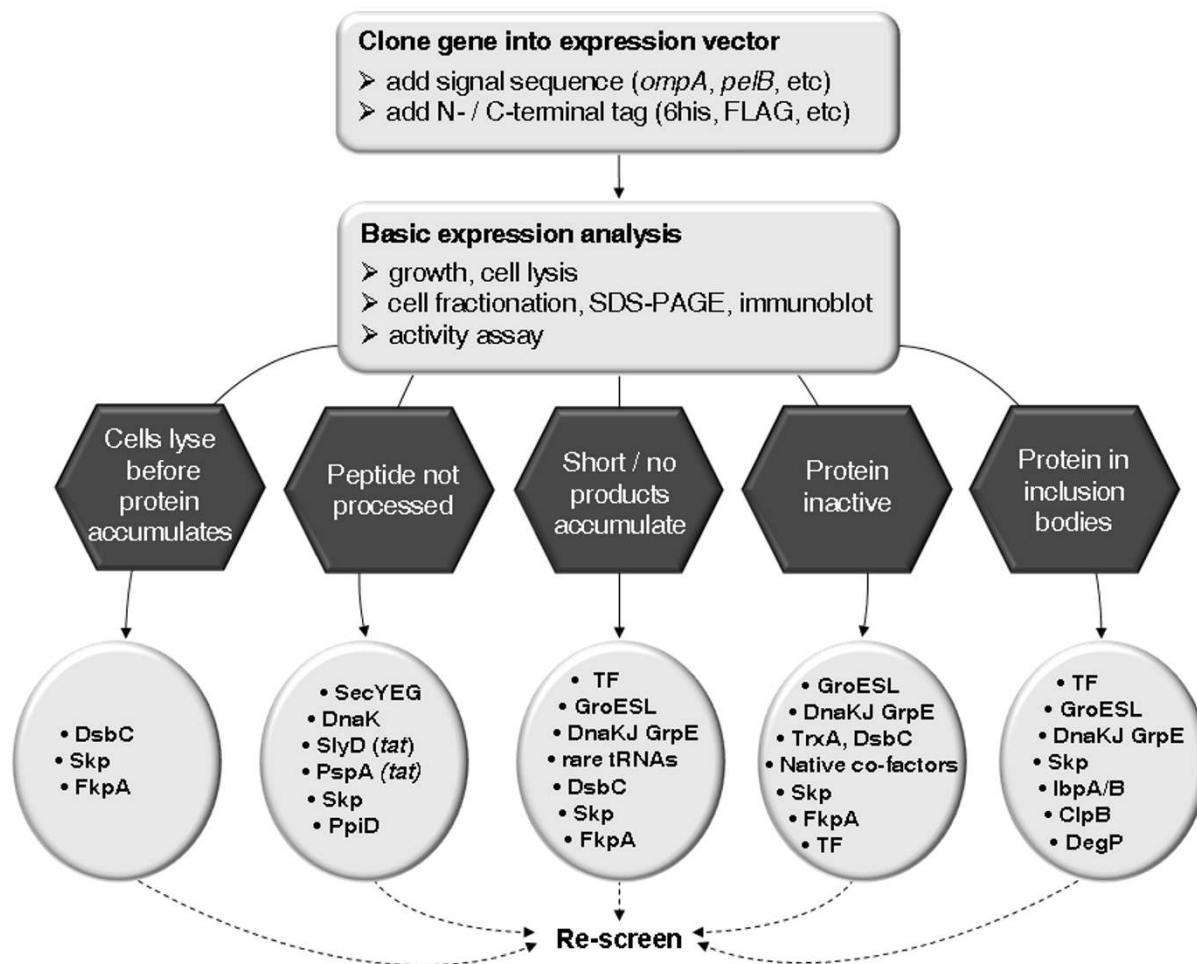 Clone gene into expression vector
➢ add signal sequence (ompA, pelB, etc)
➢ add N- / C-terminal tag (6his, FLAG, etc)
Basic expression analysis
➢ growth, cell lysis
➢ cell fractionation, SDS-PAGE, immunoblot
➢ activity assay
Cells lyse
before
protein
accumulates
Peptide not
processed
Short / no
products
accumulate
Protein
inactive
Protein in
inclusion
bodies
• DsbC
• Skp
• FkpA
• SecYEG
• DnaK
• SlyD (tat)
• PspA (tat)
• Skp
• PpiD
• TF
• GroESL
• DnaKJ GrpE
• rare tRNAs
• DsbC
• Skp
• FkpA
• GroESL
• DnaKJ GrpE
• TrxA, DsbC
• Native co-factors
• Skp
• FkpA
• TF
• TF
• GroESL
• DnaKJ GrpE
• Skp
• IbpA/B
• ClpB
• DegP
Re-screen